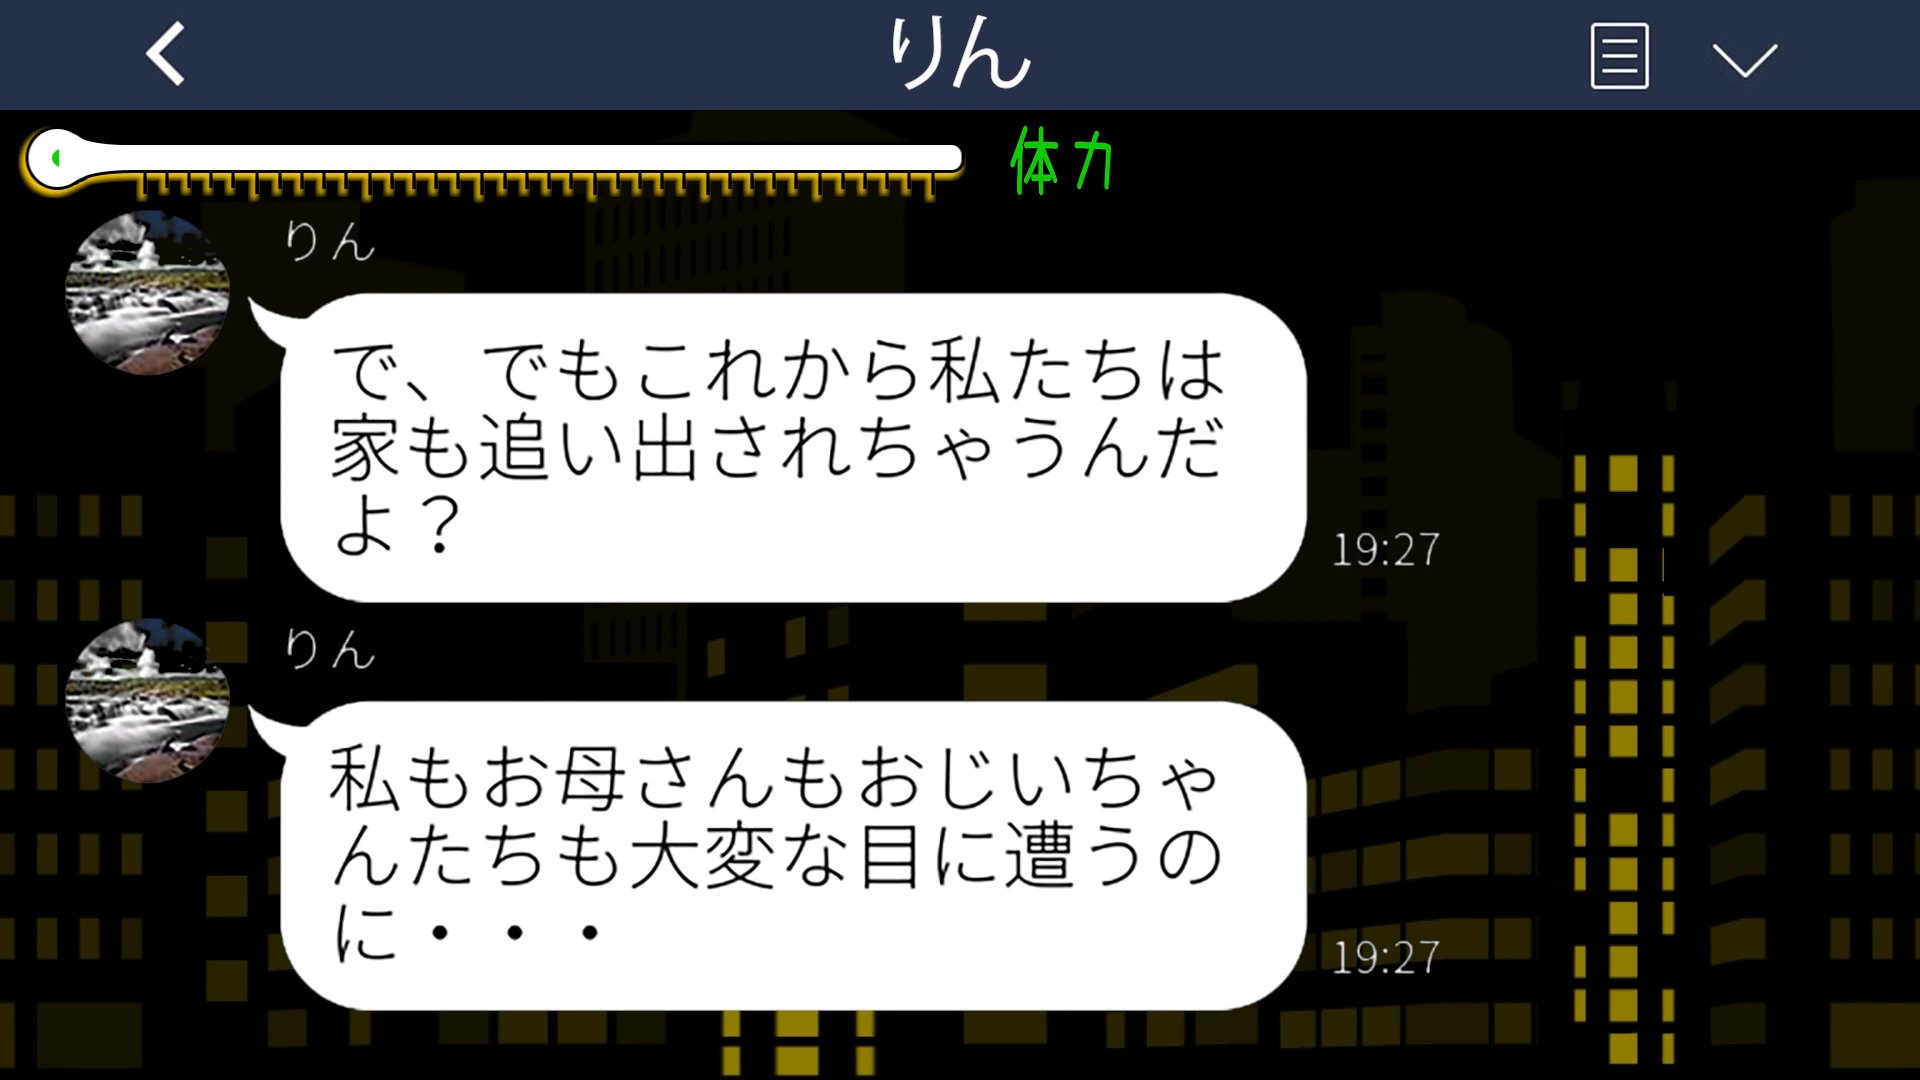 りん
体力
りん
で、でもこれから私たちは
家も追い出されちゃうんだ
よ？
19:27
りん
私もお母さんもおじいちゃ
んたちも大変な目に遭うの
に・・・
19:27